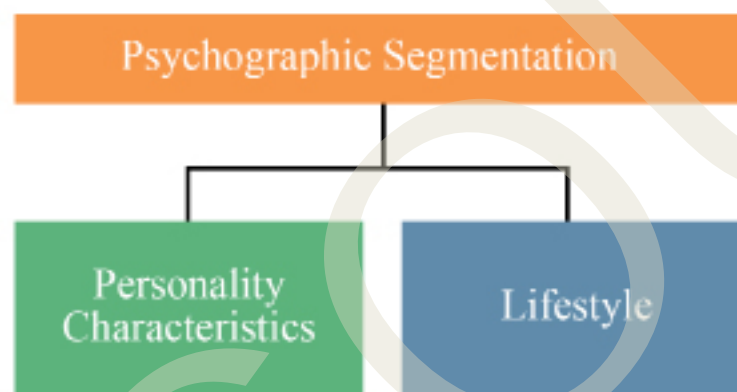 Psychographic Segmentation
Personality
Characteristics
Lifestyle